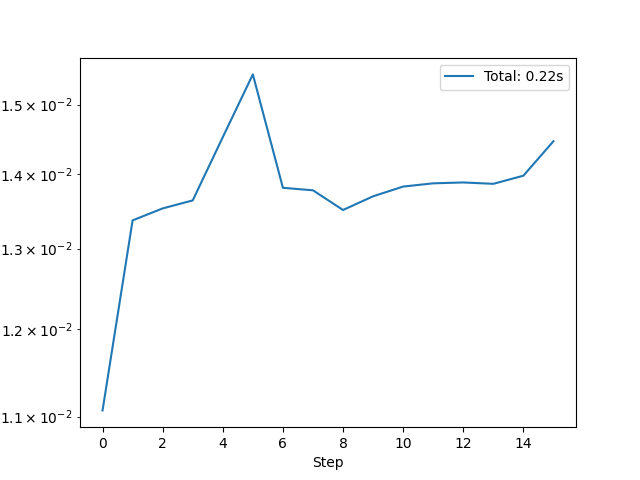 Total: 0.22s
1.5 × 10⁻²
1.4 × 10⁻²
1.3 × 10⁻²
1.2 × 10⁻²
1.1 × 10⁻²
0 2 4 6 8 10 12 14
Step